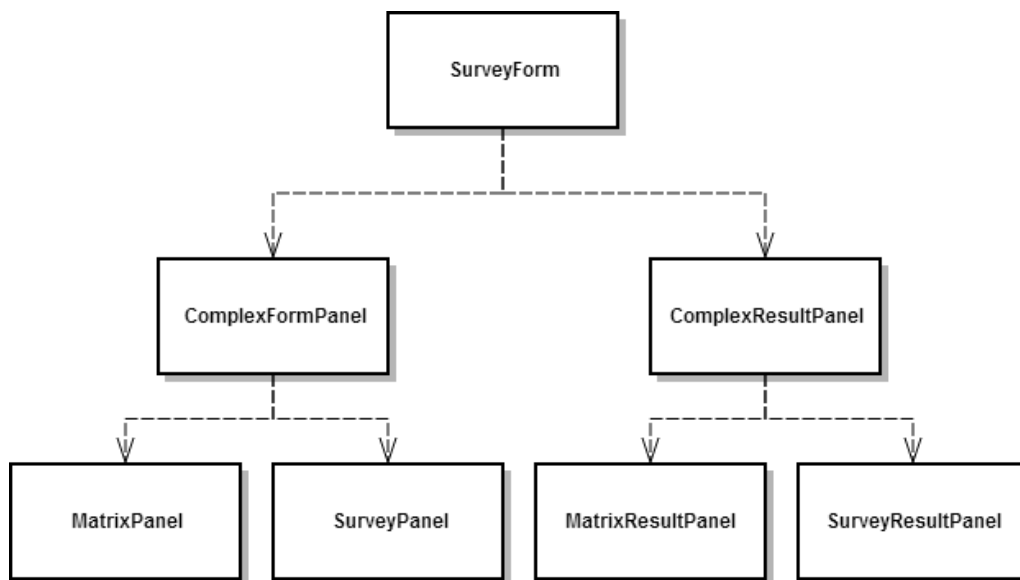 SurveyForm
ComplexFormPanel
ComplexResultPanel
MatrixPanel
SurveyPanel
MatrixResultPanel
SurveyResultPanel